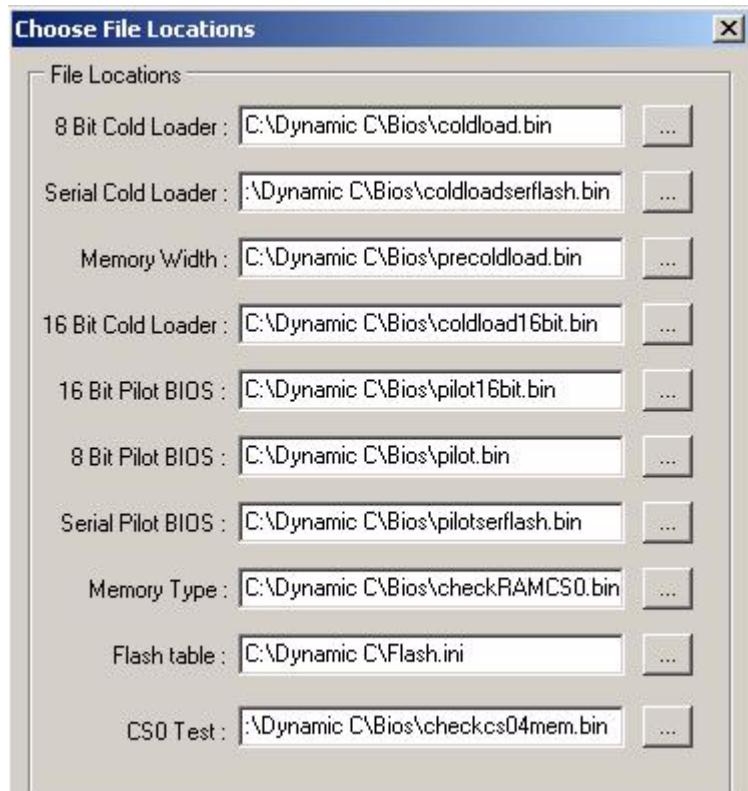 Choose File Locations
File Locations
8 Bit Cold Loader : C:\Dynamic C\Bios\coldload.bin ...
Serial Cold Loader : :\Dynamic C\Bios\coldloadserflash.bin ...
Memory Width : C:\Dynamic C\Bios\precoldload.bin ...
16 Bit Cold Loader : C:\Dynamic C\Bios\coldload16bit.bin ...
16 Bit Pilot BIOS : C:\Dynamic C\Bios\pilot16bit.bin ...
8 Bit Pilot BIOS : C:\Dynamic C\Bios\pilot.bin ...
Serial Pilot BIOS : C:\Dynamic C\Bios\pilotserflash.bin ...
Memory Type : C:\Dynamic C\Bios\checkRAMCS0.bin ...
Flash table : C:\Dynamic C\Flash.ini ...
CS0 Test : :\Dynamic C\Bios\checkcs04mem.bin ...